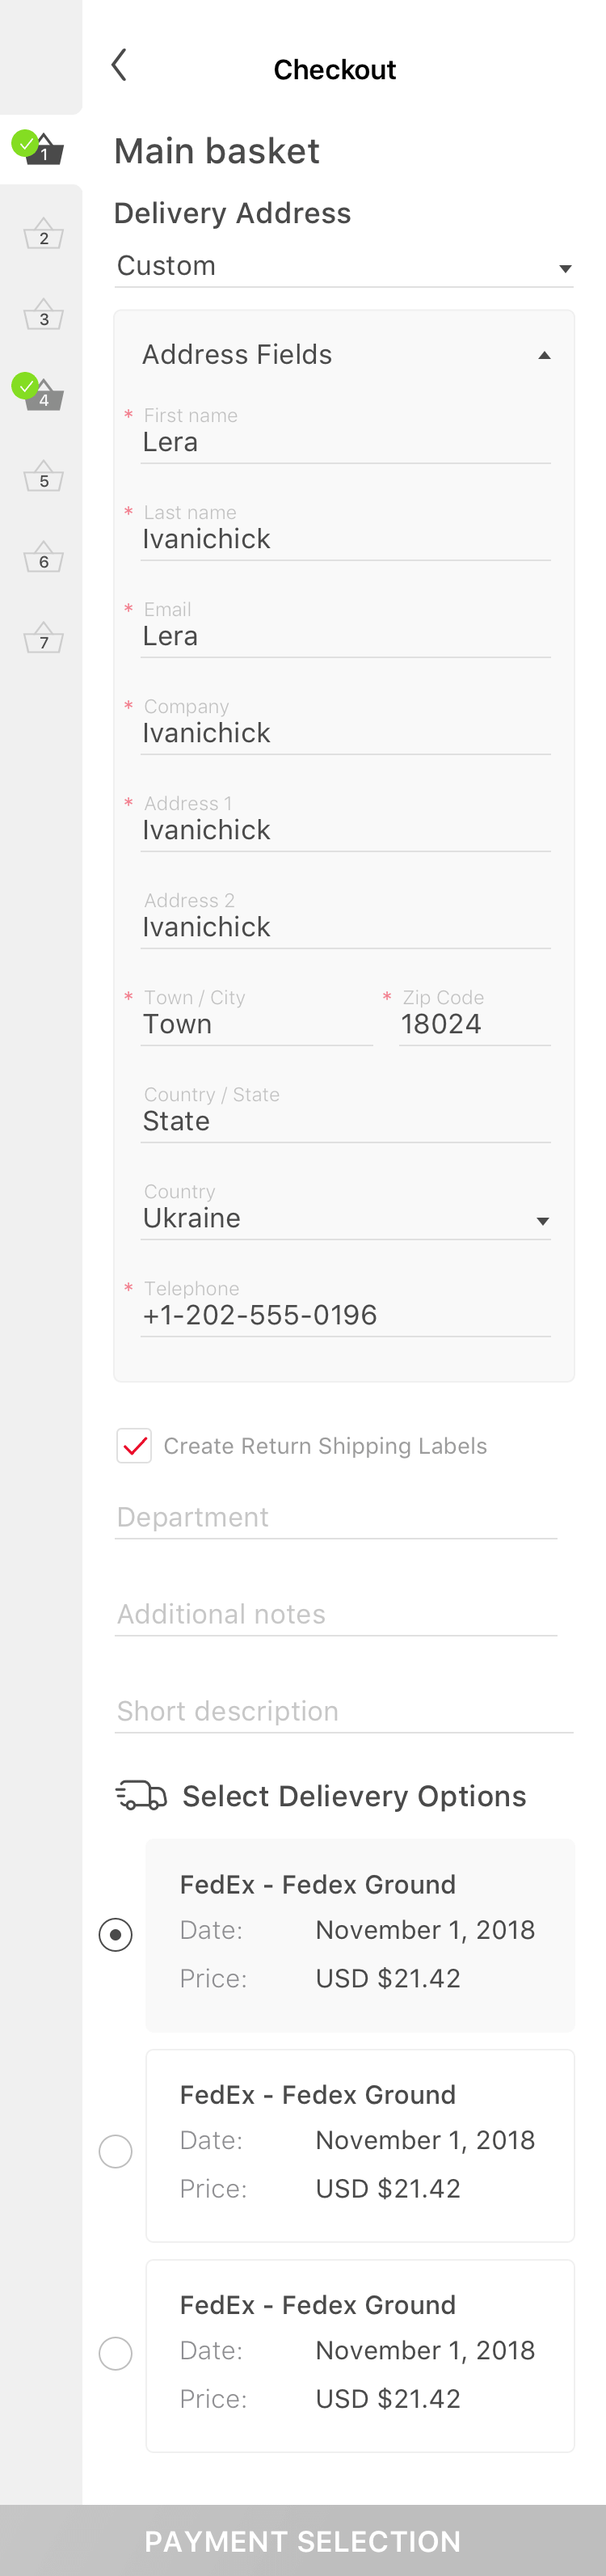 Checkout
1
Main basket
2
Delivery Address
Custom
3
Address Fields
4
* First name
Lera
5
* Last name
Ivanichick
6
* Email
Lera
7
* Company
Ivanichick
* Address 1
Ivanichick
Address 2
Ivanichick
* Town / City * Zip Code
Town 18024
Country / State
State
Country
Ukraine
* Telephone
+1-202-555-0196
Create Return Shipping Labels
Department
Additional notes
Short description
Select Delievery Options
FedEx - Fedex Ground
Date: November 1, 2018
Price: USD $21.42
FedEx - Fedex Ground
Date: November 1, 2018
Price: USD $21.42
FedEx - Fedex Ground
Date: November 1, 2018
Price: USD $21.42
PAYMENT SELECTION